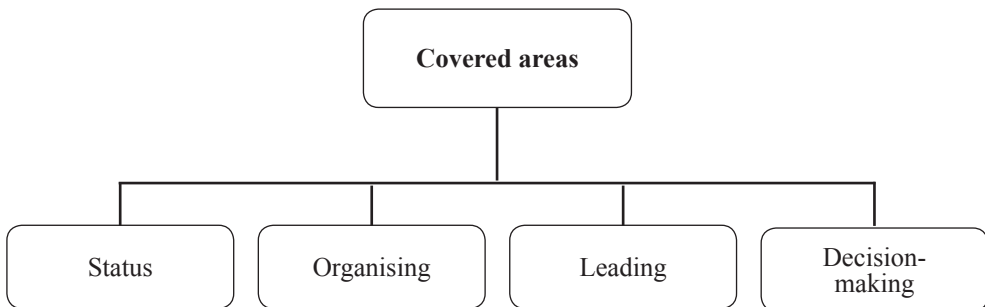 Covered areas
Status
Organising
Leading
Decision-
making